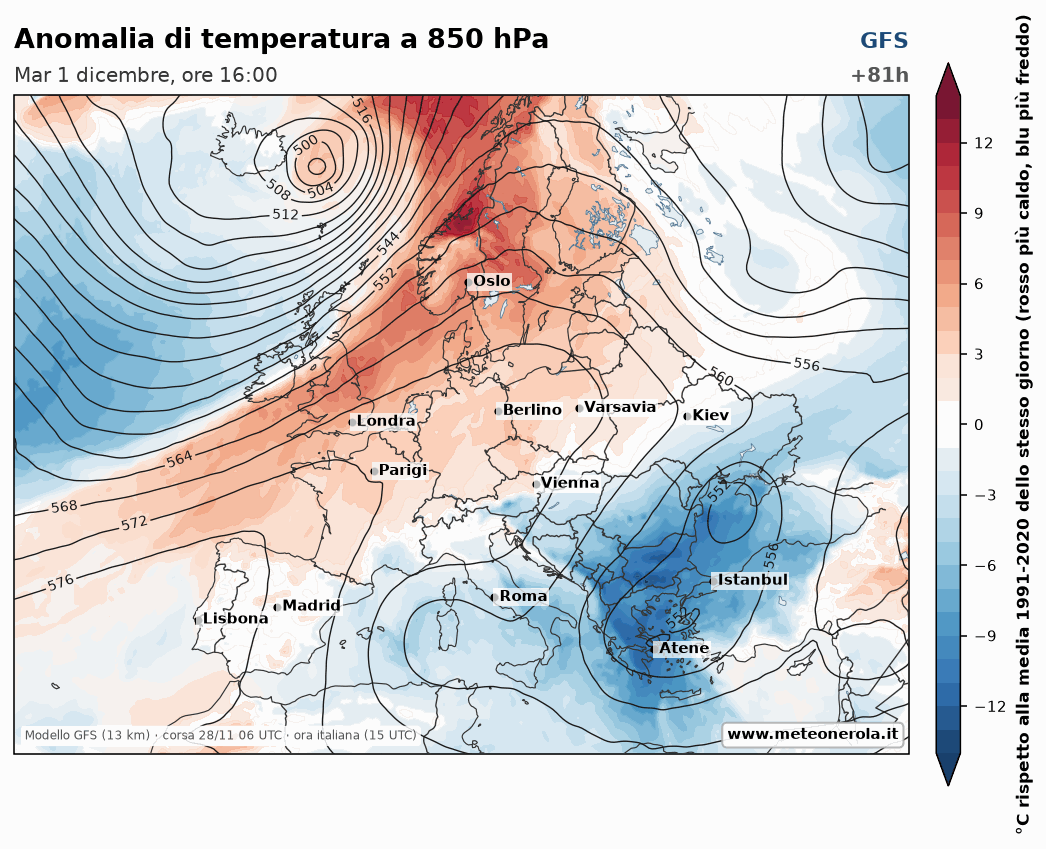 Anomalia di temperatura a 850 hPa
GFS
Mar 1 dicembre, ore 16:00
+81h
516
500
508
504
512
544
552
Oslo
556
560
Londra
Berlino
Varsavia
Kiev
564
Parigi
Vienna
552
568
572
556
576
Istanbul
Roma
Madrid
Lisbona
552
Atene
Modello GFS (13 km) · corsa 28/11 06 UTC · ora italiana (15 UTC)
www.meteonerola.it
12
9
6
3
0
−3
−6
−9
−12
°C rispetto alla media 1991-2020 dello stesso giorno (rosso più caldo, blu più freddo)